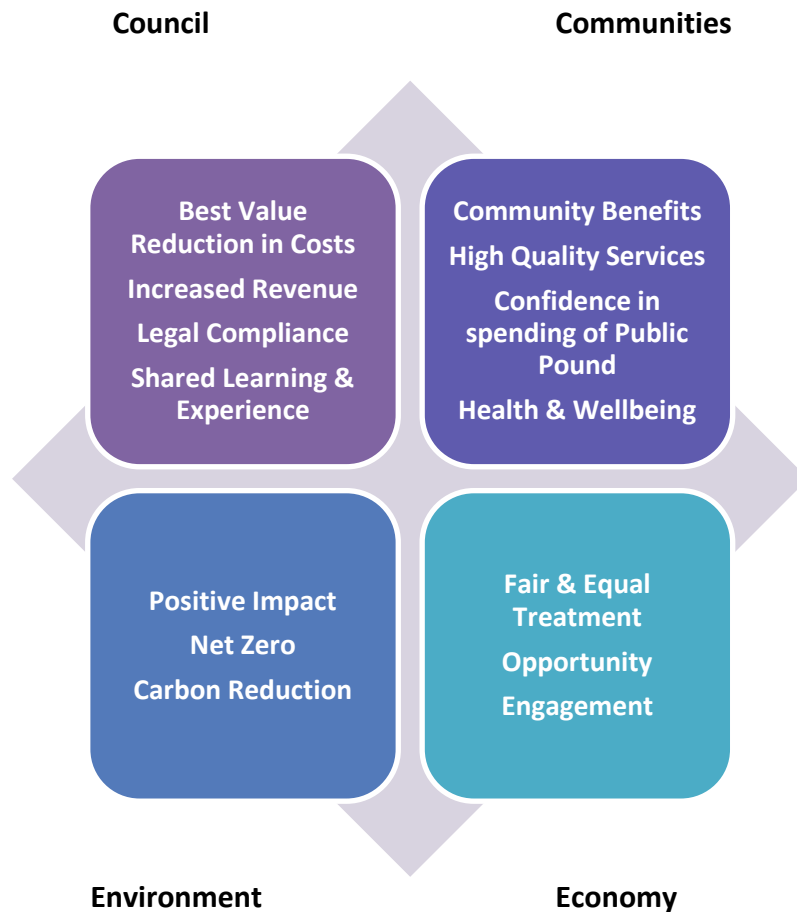 Council
Communities
Best Value
Reduction in Costs
Increased Revenue
Legal Compliance
Shared Learning &
Experience
Community Benefits
High Quality Services
Confidence in
spending of Public
Pound
Health & Wellbeing
Positive Impact
Net Zero
Carbon Reduction
Fair & Equal
Treatment
Opportunity
Engagement
Environment
Economy